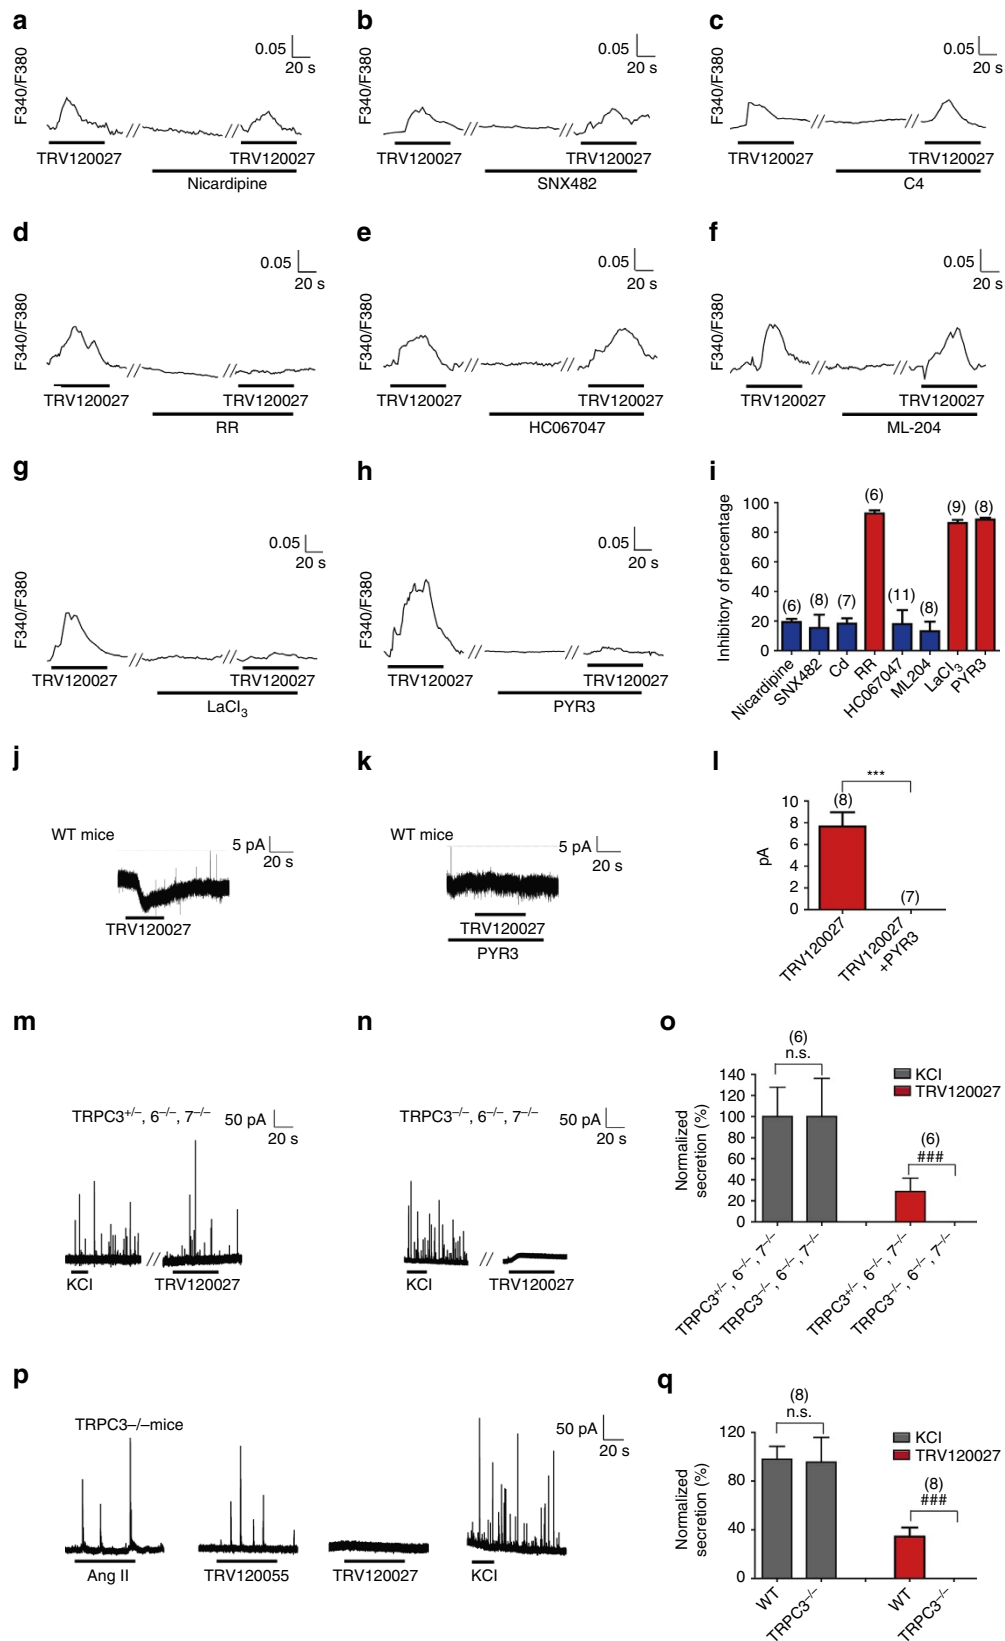 a
b
c
0.05
20 s
0.05
20 s
0.05
20 s
F340/F380
TRV120027
TRV120027
TRV120027
TRV120027
TRV120027
TRV120027
Nicardipine
SNX482
C4
d
e
f
0.05
20 s
0.05
20 s
0.05
20 s
F340/F380
F340/F380
TRV120027
TRV120027
TRV120027
TRV120027
TRV120027
TRV120027
RR
HC067047
ML-204
g
h
i
0.05
20 s
0.05
20 s
F340/F380
F340/F380
TRV120027
TRV120027
TRV120027
TRV120027
LaCl3
PYR3
Inhibitory of percentage
100
80
60
40
20
0
(6)
(8)
(7)
(6)
(11)
(8)
(9)
(8)
Nicardipine
SNX482
Cd
RR
HC067047
ML204
LaCl3
PYR3
j
k
l
WT mice
5 pA
20 s
TRV120027
WT mice
5 pA
20 s
TRV120027
PYR3
***
pA
10
8
6
4
2
0
(8)
(7)
TRV120027
TRV120027
+PYR3
m
n
o
TRPC3+/–, 6–/–, 7–/–
50 pA
20 s
KCl
TRV120027
TRPC3–/–, 6–/–, 7–/–
50 pA
20 s
KCl
TRV120027
Normalized
secretion (%)
140
100
80
60
40
20
0
(6)
n.s.
KCl
TRV120027
(6)
###
TRPC3+/–, 6–/–, 7–/–
TRPC3–/–, 6–/–, 7–/–
TRPC3+/–, 6–/–, 7–/–
TRPC3–/–, 6–/–, 7–/–
p
q
TRPC3–/–mice
50 pA
20 s
Ang II
TRV120055
TRV120027
KCl
Normalized
secretion (%)
120
80
40
0
(8)
n.s.
KCl
TRV120027
(8)
###
WT
TRPC3–/–
WT
TRPC3–/–